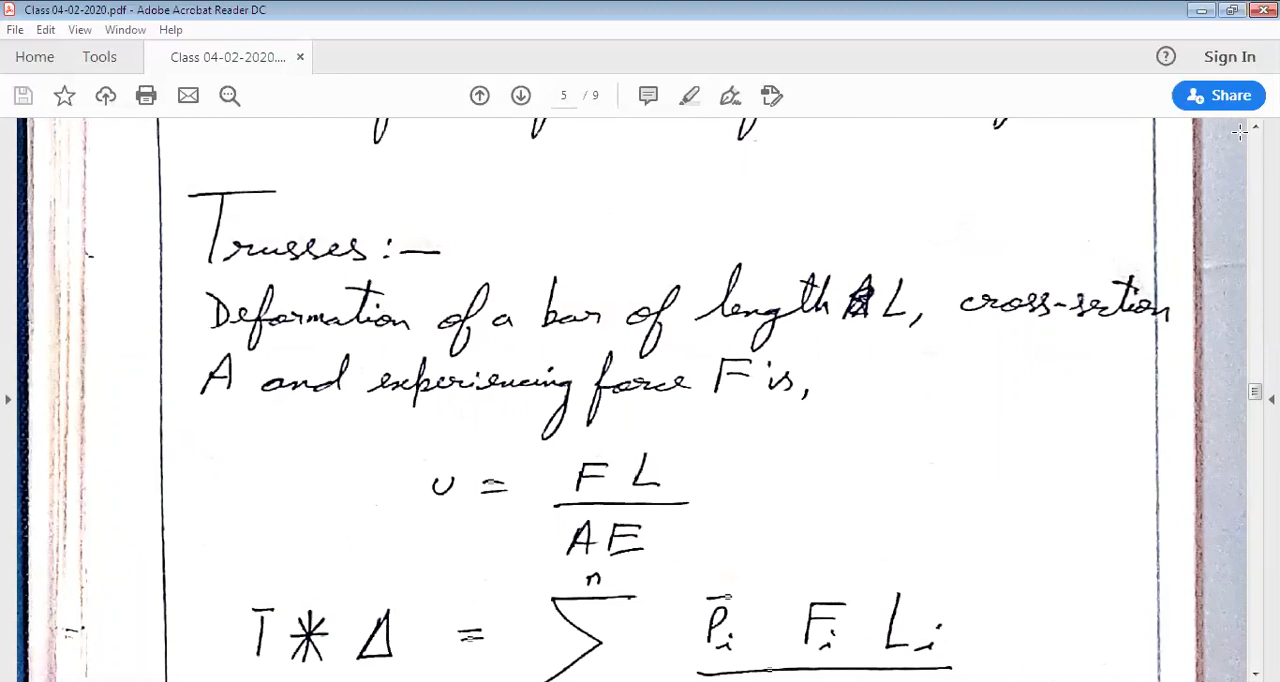 Class 04-02-2020.pdf - Adobe Acrobat Reader DC
File Edit View Window Help
Home Tools Class 04-02-2020.... × ? Sign In
5 / 9 Share
Trusses :—
Deformation of a bar of length L, cross-section
A and experiencing force F is,
u = F L / A E
1 * Δ = n Σ P̄i Fi Li